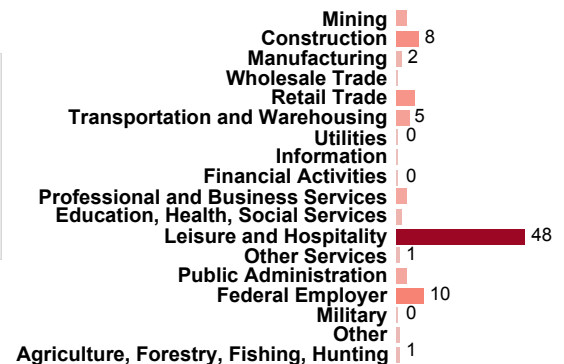 Mining
Construction 8
Manufacturing 2
Wholesale Trade
Retail Trade
Transportation and Warehousing 5
Utilities 0
Information
Financial Activities 0
Professional and Business Services
Education, Health, Social Services
Leisure and Hospitality 48
Other Services 1
Public Administration
Federal Employer 10
Military 0
Other
Agriculture, Forestry, Fishing, Hunting 1